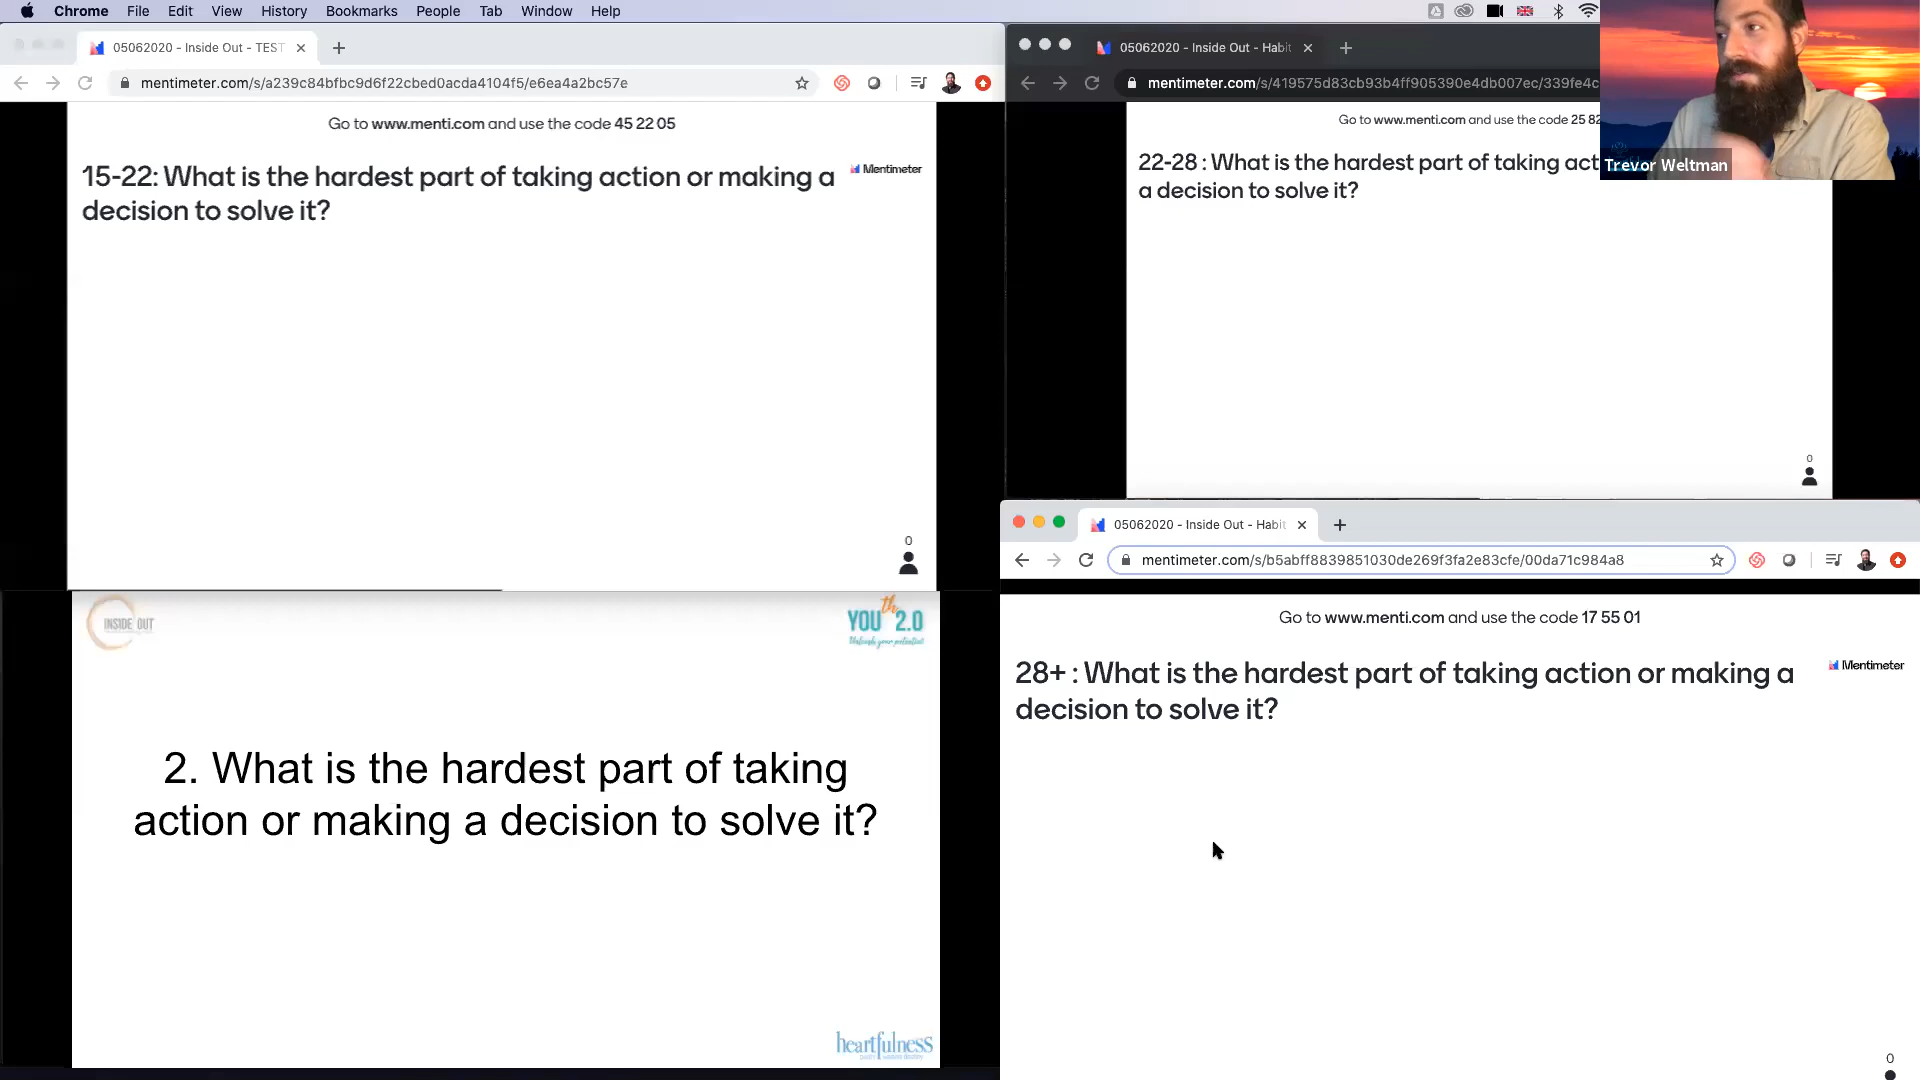 Chrome File Edit View History Bookmarks People Tab Window Help
05062020 - Inside Out - TEST
mentimeter.com/s/a239c84bfbc9d6f22cbed0acda4104f5/e6ea4a2bc57e
Go to www.menti.com and use the code 45 22 05
15-22: What is the hardest part of taking action or making a
decision to solve it?
Mentimeter
0
05062020 - Inside Out - Habit
mentimeter.com/s/419575d83cb93b4ff905390e4db007ec/339fe4c
Go to www.menti.com and use the code 25 82
22-28 : What is the hardest part of taking act
a decision to solve it?
0
Trevor Weltman
INSIDE OUT
YOUth 2.0
Unleash your potential
2. What is the hardest part of taking
action or making a decision to solve it?
heartfulness
05062020 - Inside Out - Habit
mentimeter.com/s/b5abff8839851030de269f3fa2e83cfe/00da71c984a8
Go to www.menti.com and use the code 17 55 01
28+ : What is the hardest part of taking action or making a
decision to solve it?
Mentimeter
0